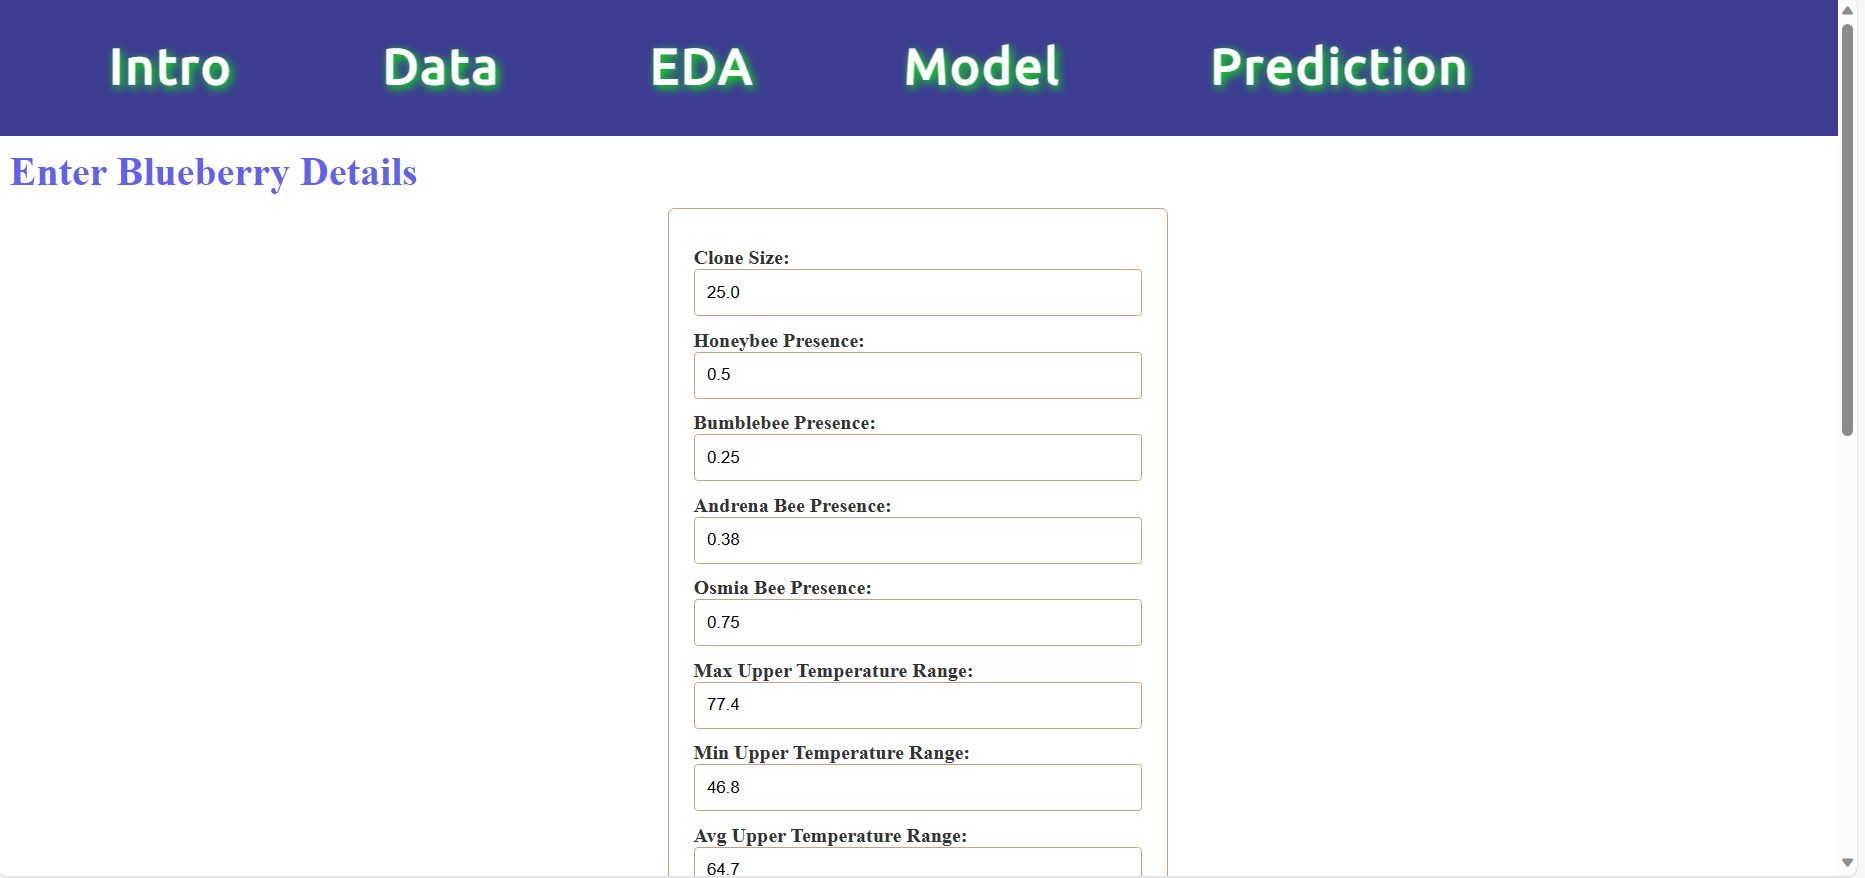 Intro Data EDA Model Prediction
Enter Blueberry Details
Clone Size:
25.0
Honeybee Presence:
0.5
Bumblebee Presence:
0.25
Andrena Bee Presence:
0.38
Osmia Bee Presence:
0.75
Max Upper Temperature Range:
77.4
Min Upper Temperature Range:
46.8
Avg Upper Temperature Range:
64.7